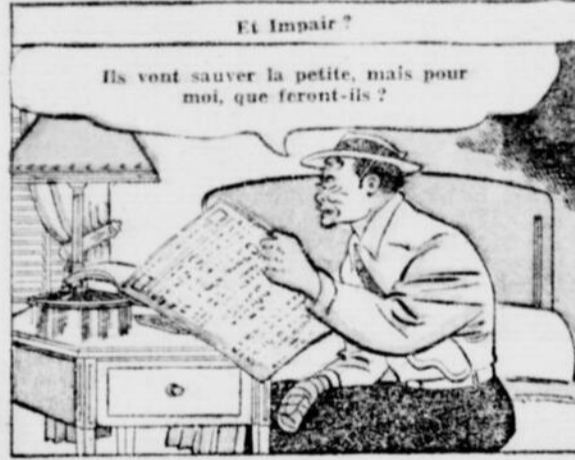 Et Impair ?
Ils vont sauver la petite, mais pour
moi, que feront-ils ?